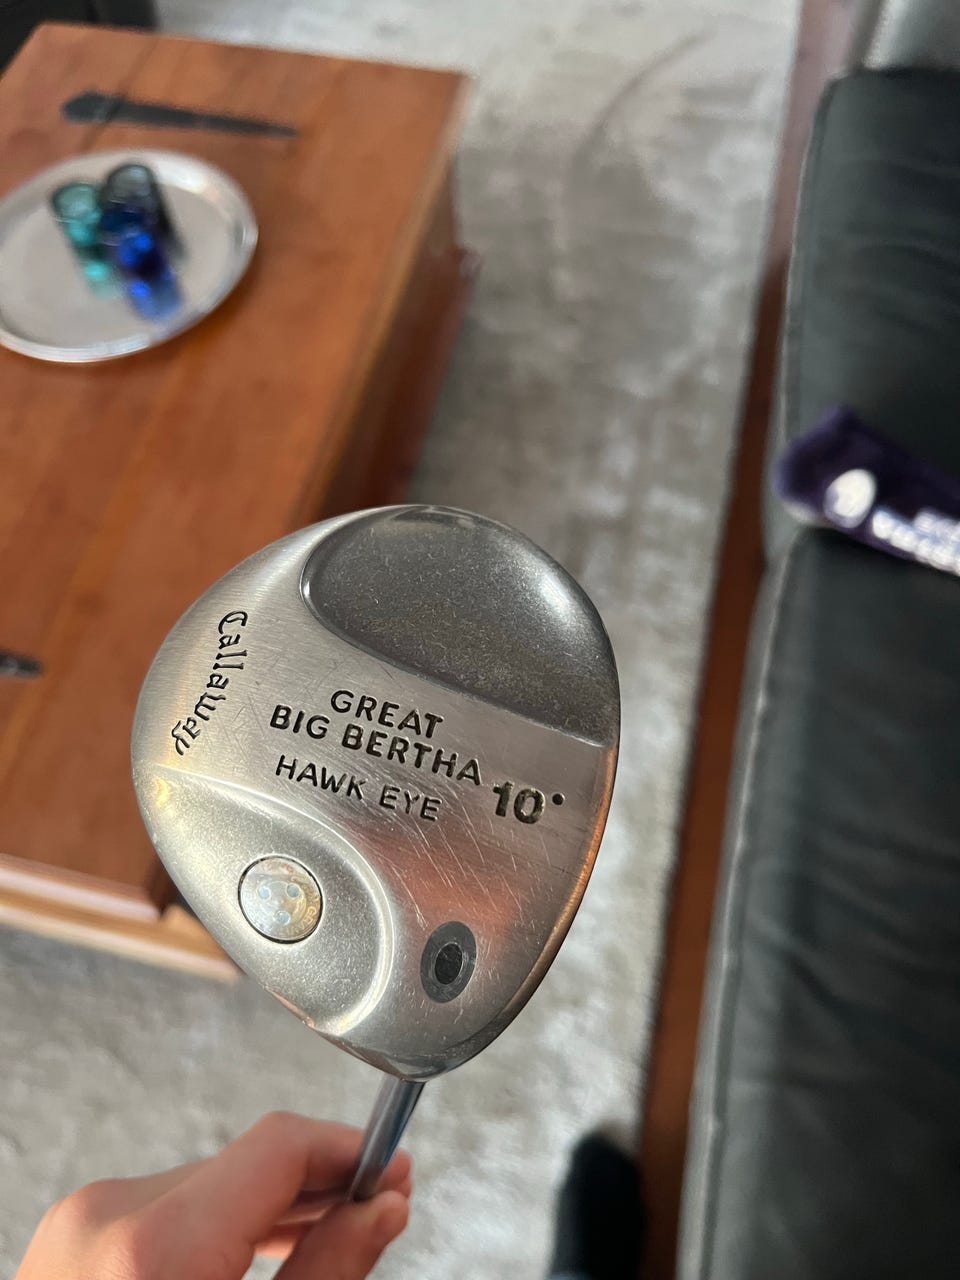 Callaway
GREAT
BIG BERTHA
HAWK EYE
10°